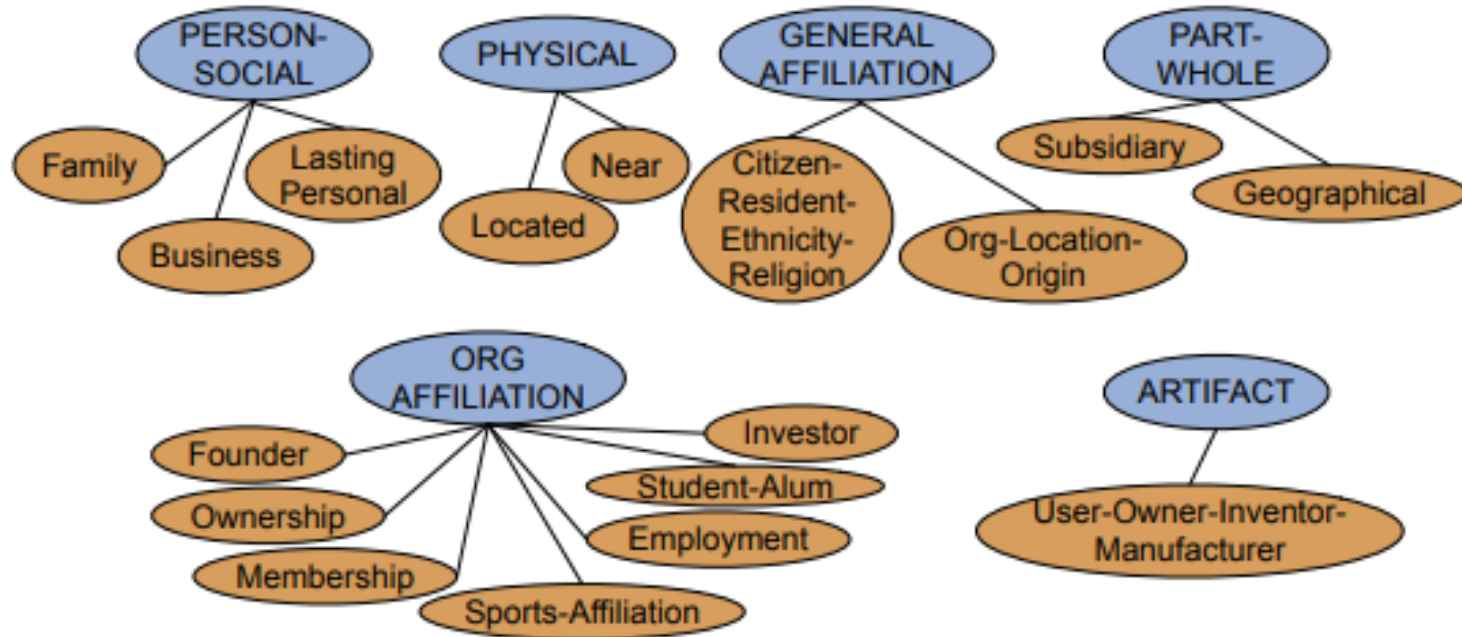 PERSON-
SOCIAL
PHYSICAL
GENERAL
AFFILIATION
PART-
WHOLE
Family
Lasting
Personal
Business
Near
Located
Citizen-
Resident-
Ethnicity-
Religion
Org-Location-
Origin
Subsidiary
Geographical
ORG
AFFILIATION
Founder
Ownership
Membership
Sports-Affiliation
Employment
Student-Alum
Investor
ARTIFACT
User-Owner-Inventor-
Manufacturer